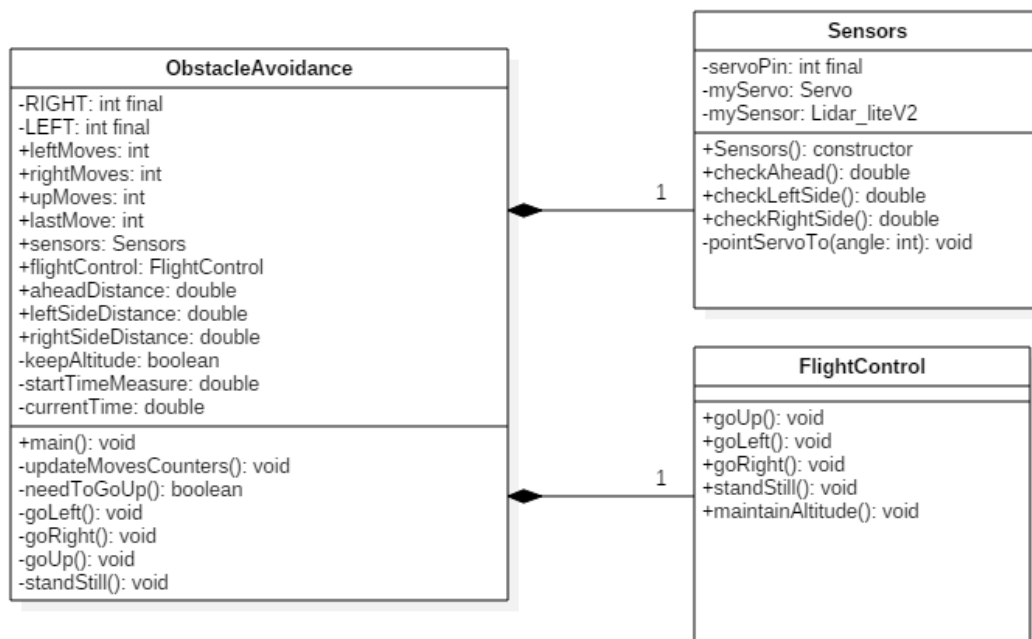 ObstacleAvoidance
-RIGHT: int final
-LEFT: int final
+leftMoves: int
+rightMoves: int
+upMoves: int
+lastMove: int
+sensors: Sensors
+flightControl: FlightControl
+aheadDistance: double
+leftSideDistance: double
+rightSideDistance: double
-keepAltitude: boolean
-startTimeMeasure: double
-currentTime: double
+main(): void
-updateMovesCounters(): void
-needToGoUp(): boolean
-goLeft(): void
-goRight(): void
-goUp(): void
-standStill(): void
1
1
Sensors
-servoPin: int final
-myServo: Servo
-mySensor: Lidar_liteV2
+Sensors(): constructor
+checkAhead(): double
+checkLeftSide(): double
+checkRightSide(): double
-pointServoTo(angle: int): void
FlightControl
+goUp(): void
+goLeft(): void
+goRight(): void
+standStill(): void
+maintainAltitude(): void